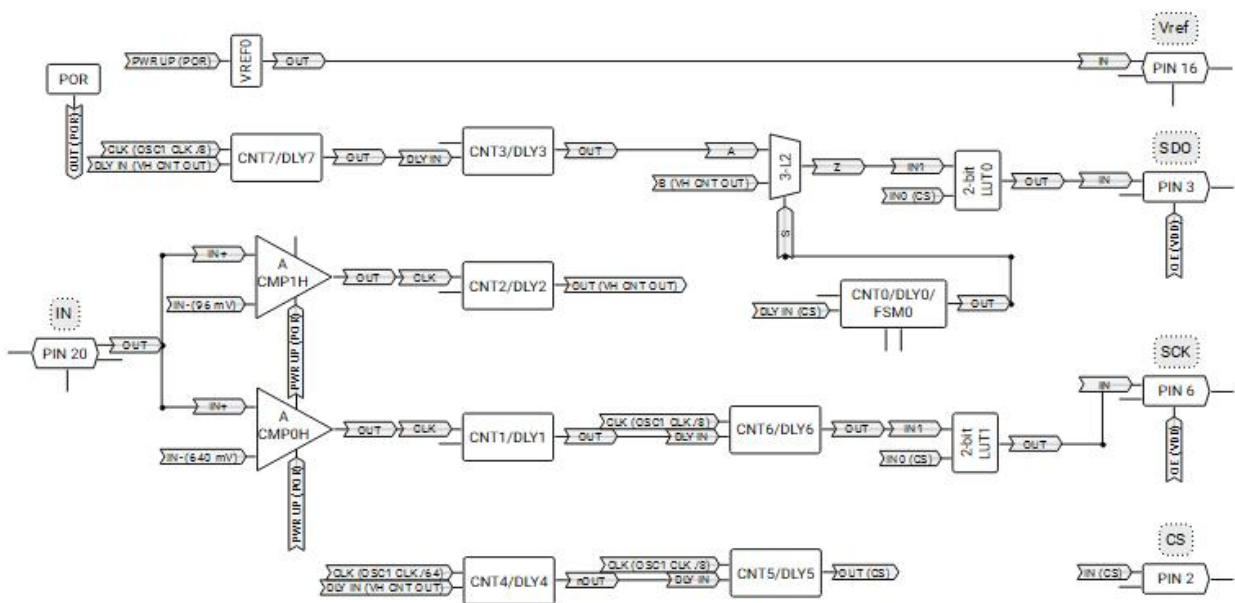 Vref
PWR UP (POR)
VREF0
OUT
IN
PIN 16
POR
OUT (POR)
CLK (OSC1 CLK /8)
DLY IN (VH CNT OUT)
CNT7/DLY7
OUT
DLY IN
CNT3/DLY3
OUT
A
B (VH CNT OUT)
3-L2
S
Z
IN1
IN0 (CS)
2-bit
LUT0
OUT
SDO
IN
PIN 3
OE (VDD)
IN
PIN 20
OUT
IN+
IN- (96 mV)
A
CMP1H
PWR UP (POR)
OUT
CLK
CNT2/DLY2
OUT (VH CNT OUT)
DLY IN (CS)
CNT0/DLY0/
FSM0
OUT
IN+
IN- (640 mV)
A
CMP0H
PWR UP (POR)
OUT
CLK
CNT1/DLY1
OUT
CLK (OSC1 CLK /8)
DLY IN
CNT6/DLY6
OUT
IN1
IN0 (CS)
2-bit
LUT1
OUT
SCK
IN
PIN 6
OE (VDD)
CLK (OSC1 CLK /64)
DLY IN (VH CNT OUT)
CNT4/DLY4
nOUT
CLK (OSC1 CLK /8)
DLY IN
CNT5/DLY5
OUT (CS)
CS
IN (CS)
PIN 2